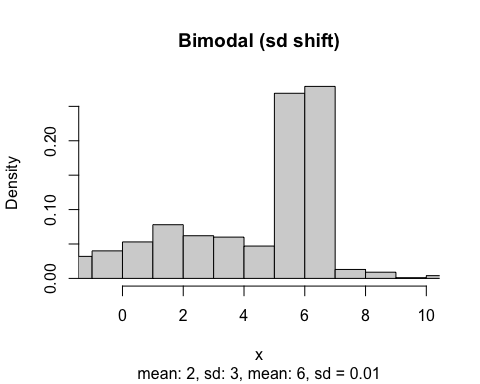 Bimodal (sd shift)
Density
0.20
0.10
0.00
0 2 4 6 8 10
x
mean: 2, sd: 3, mean: 6, sd = 0.01